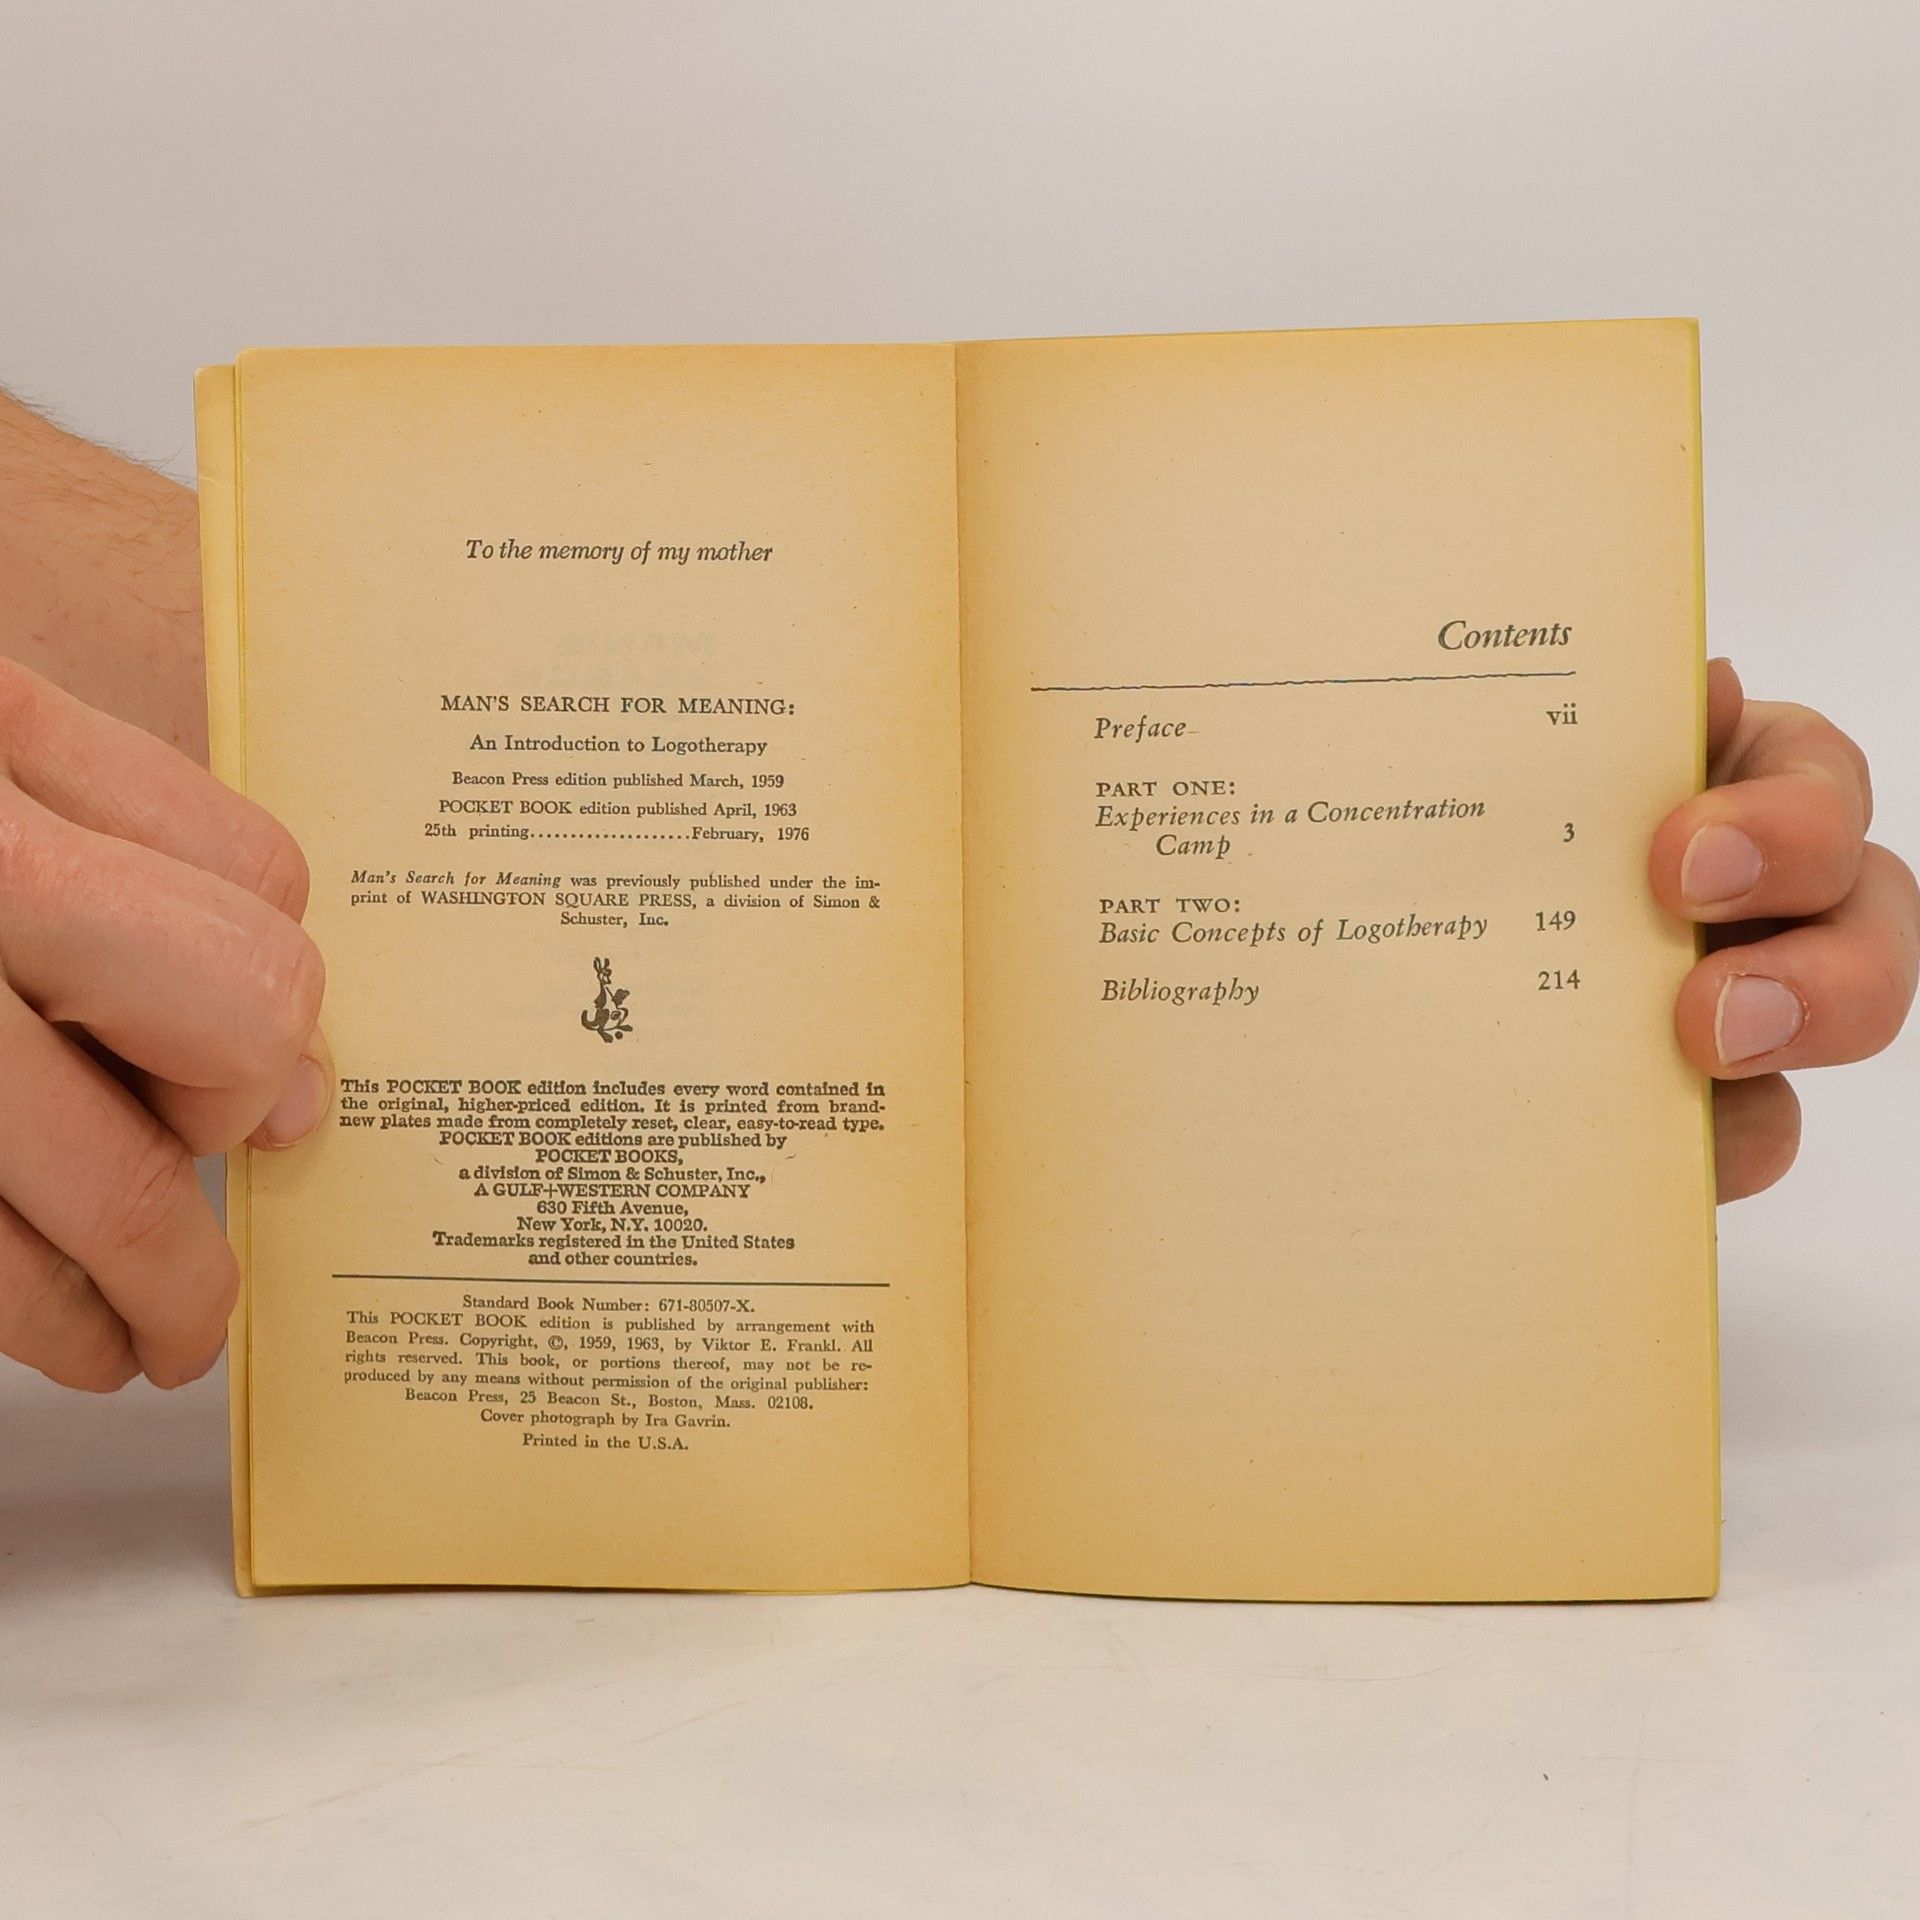 To the memory of my mother
MAN'S SEARCH FOR MEANING:
An Introduction to Logotherapy
Beacon Press edition published March, 1959
POCKET BOOK edition published April, 1963
25th printing....................February, 1976
Man's Search for Meaning was previously published under the im-
print of WASHINGTON SQUARE PRESS, a division of Simon &
Schuster, Inc.
This POCKET BOOK edition includes every word contained in
the original, higher-priced edition. It is printed from brand-
new plates made from completely reset, clear, easy-to-read type.
POCKET BOOK editions are published by
POCKET BOOKS,
a division of Simon & Schuster, Inc.,
A GULF+WESTERN COMPANY
630 Fifth Avenue,
New York, N.Y. 10020.
Trademarks registered in the United States
and other countries.
Standard Book Number: 671-80507-X.
This POCKET BOOK edition is published by arrangement with
Beacon Press. Copyright, ©, 1959, 1963, by Viktor E. Frankl. All
rights reserved. This book, or portions thereof, may not be re-
produced by any means without permission of the original publisher:
Beacon Press, 25 Beacon St., Boston, Mass. 02108.
Cover photograph by Ira Gavrin.
Printed in the U.S.A.
Contents
Preface vii
PART ONE:
Experiences in a Concentration
Camp 3
PART TWO:
Basic Concepts of Logotherapy 149
Bibliography 214